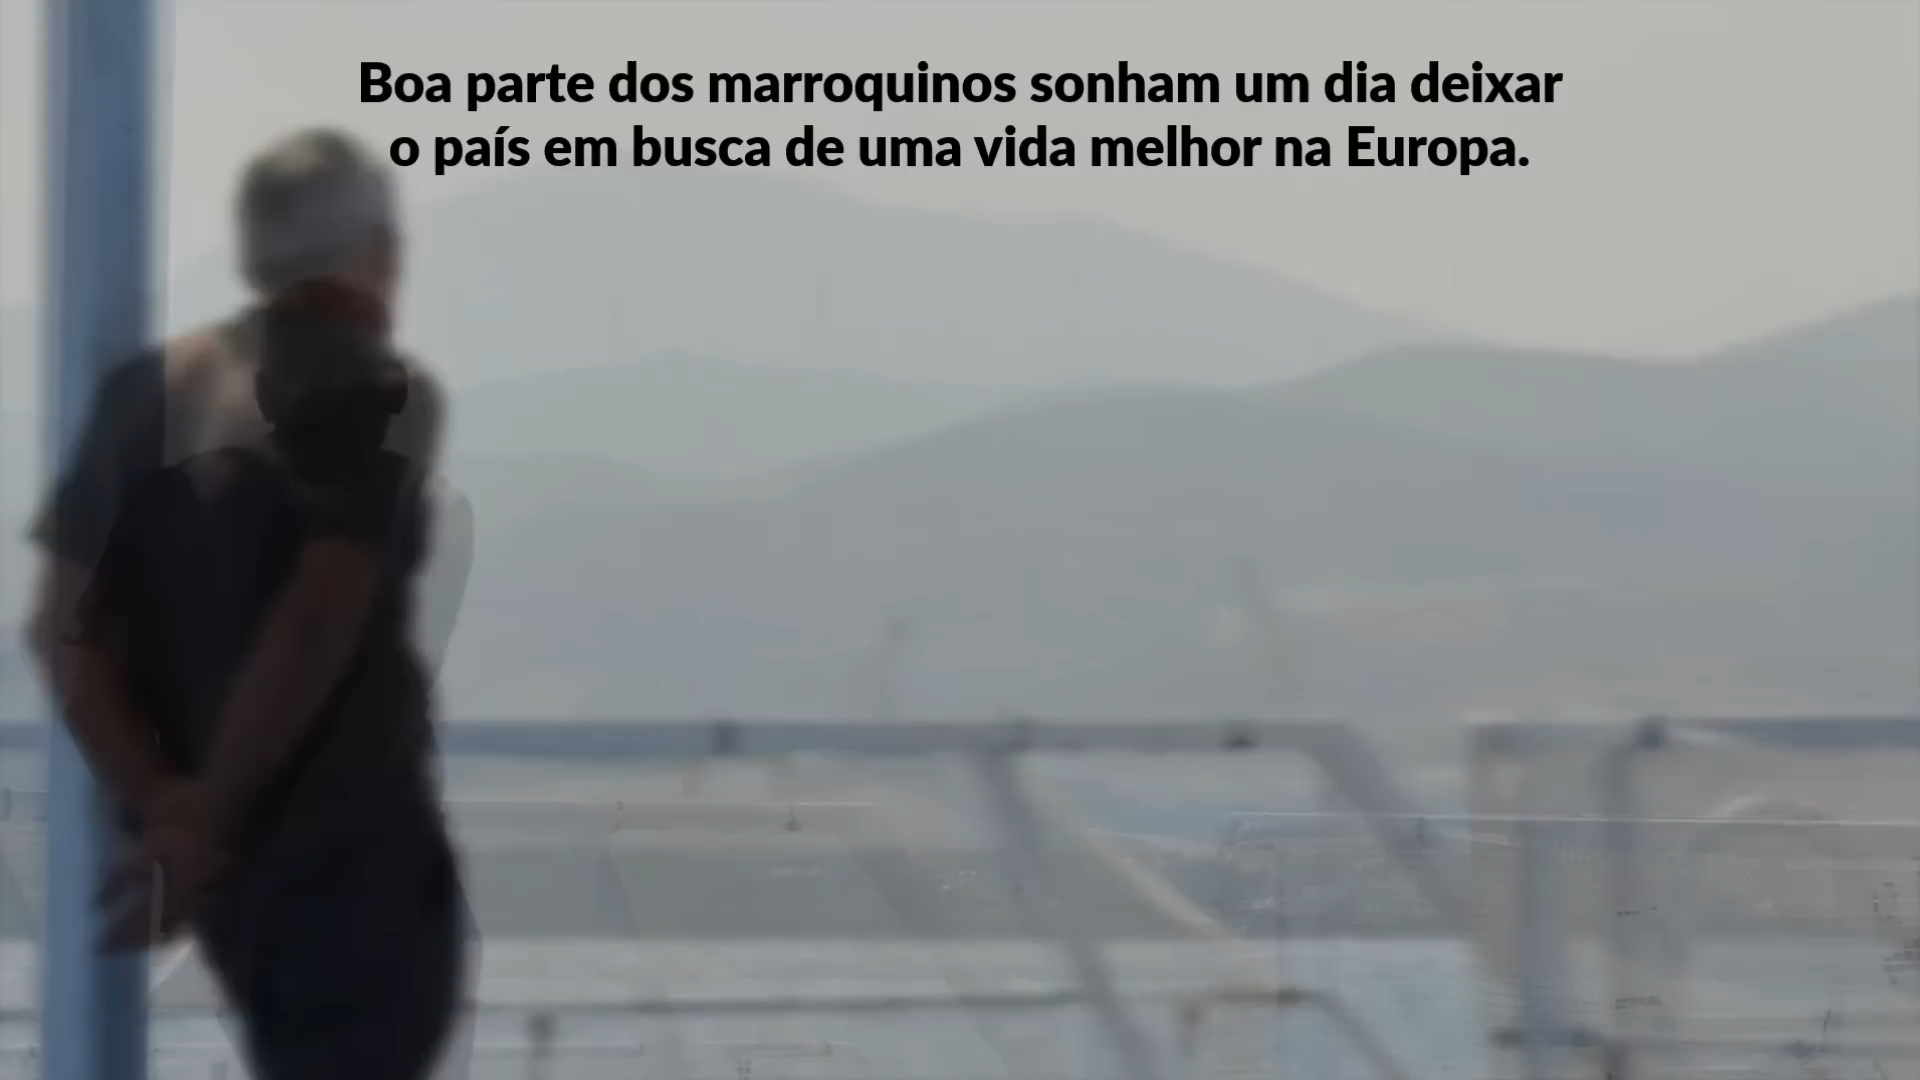 Boa parte dos marroquinos sonham um dia deixar
o país em busca de uma vida melhor na Europa.